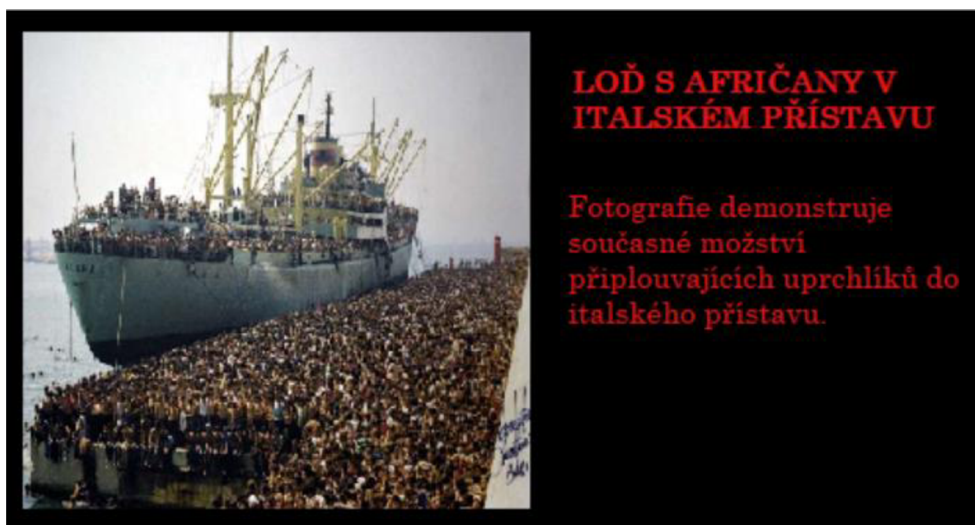 LOĎ S AFRIČANY V
ITALSKÉM PŘÍSTAVU
Fotografie demonstruje
současné možství
připlouvajících uprchlíků do
italského přístavu.